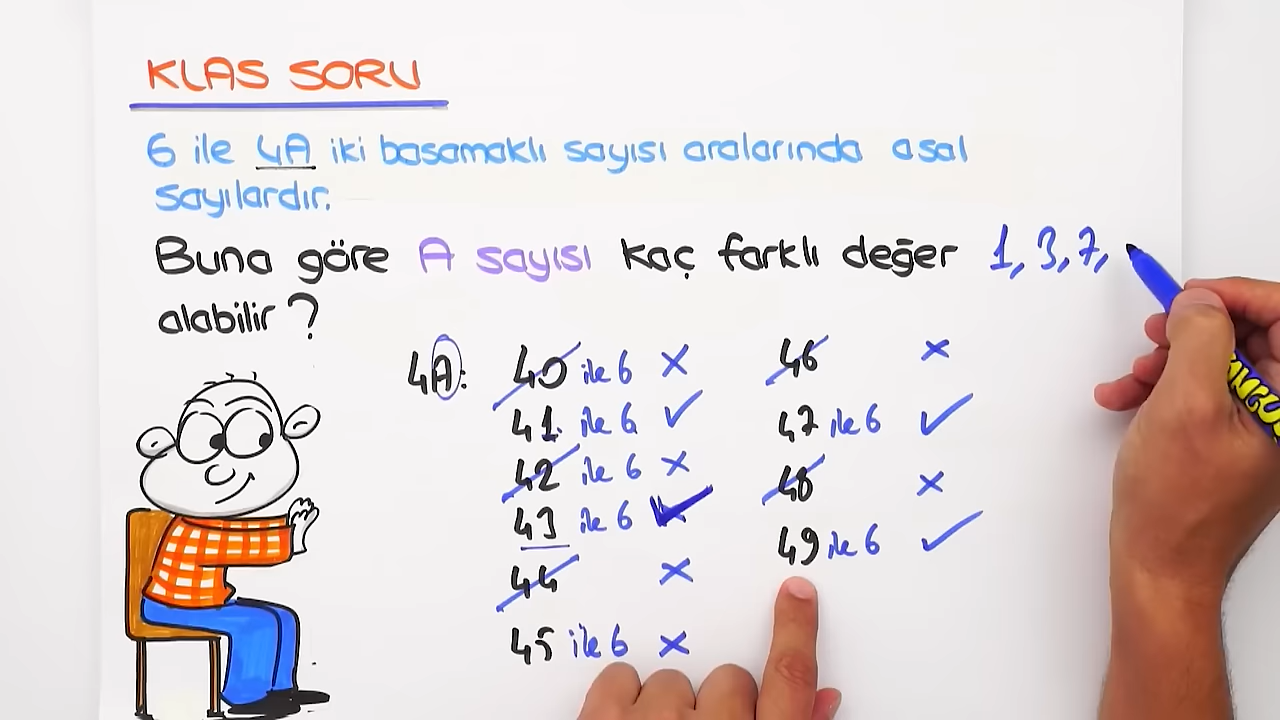 KLAS SORU
6 ile 4A iki basamaklı sayısı aralarında asal
sayılardır.
Buna göre A sayısı kaç farklı değer 1, 3, 7,
alabilir?
4A: 40 ile 6 x
41 ile 6 ✓
42 ile 6 x
43 ile 6 ✓
44 x
45 ile 6 x
46 x
47 ile 6 ✓
48 x
49 ile 6 ✓